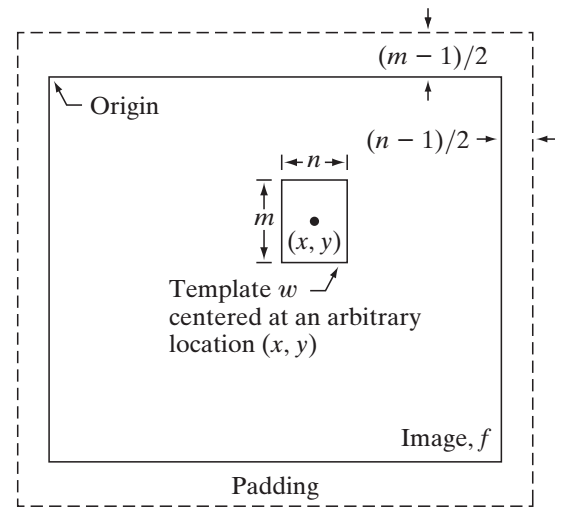 (m − 1)/2
Origin
(n − 1)/2
n
m
(x, y)
Template w
centered at an arbitrary
location (x, y)
Image, f
Padding